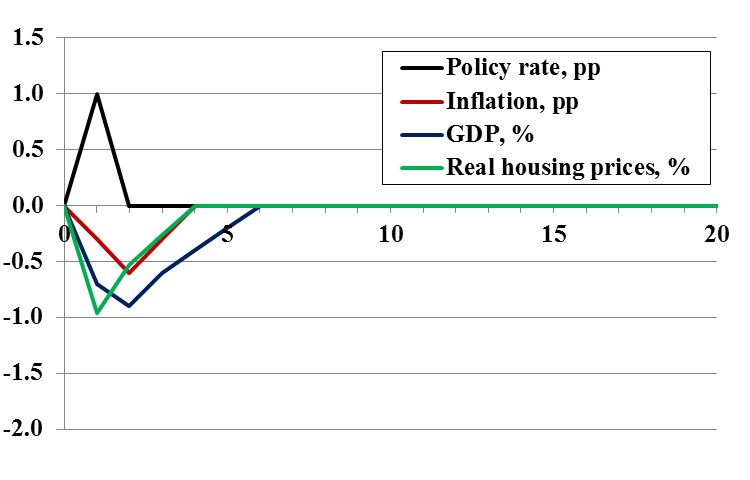 1.5
Policy rate, pp
1.0
Inflation, pp
GDP, %
0.5
Real housing prices, %
0.0
0 5 10 15 20
-0.5
-1.0
-1.5
-2.0